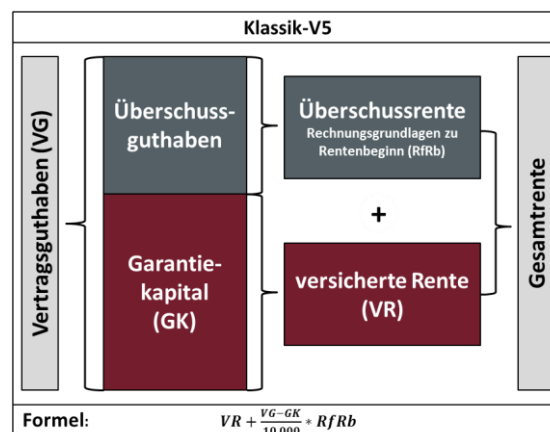 Klassik-V5
Vertragsguthaben (VG)
Überschuss-
guthaben
Garantie-
kapital
(GK)
Überschussrente
Rechnungsgrundlagen zu
Rentenbeginn (RfRb)
+
versicherte Rente
(VR)
Gesamtrente
Formel: VR + VG−GK / 10.000 * RfRb